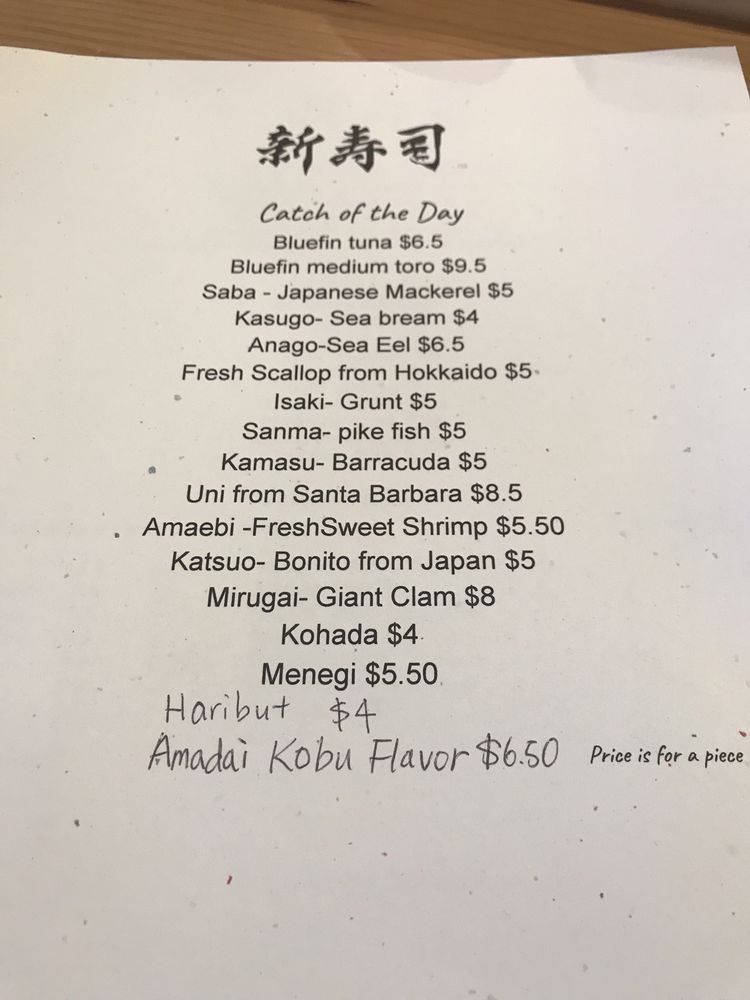 新寿司
Catch of the Day
Bluefin tuna $6.5
Bluefin medium toro $9.5
Saba - Japanese Mackerel $5
Kasugo- Sea bream $4
Anago-Sea Eel $6.5
Fresh Scallop from Hokkaido $5
Isaki- Grunt $5
Sanma- pike fish $5
Kamasu- Barracuda $5
Uni from Santa Barbara $8.5
Amaebi -FreshSweet Shrimp $5.50
Katsuo- Bonito from Japan $5
Mirugai- Giant Clam $8
Kohada $4
Menegi $5.50
Haribut $4
Amadai Kobu Flavor $6.50 Price is for a piece